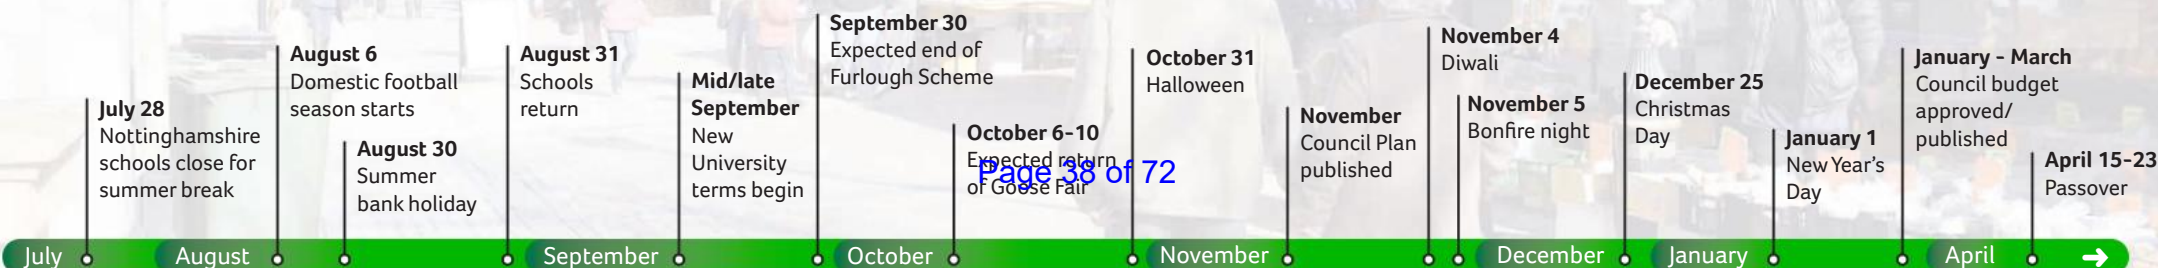 July 28
Nottinghamshire
schools close for
summer break
August 6
Domestic football
season starts
August 30
Summer
bank holiday
August 31
Schools
return
Mid/late
September
New
University
terms begin
September 30
Expected end of
Furlough Scheme
October 6-10
Expected return
of Goose Fair
Page 38 of 72
October 31
Halloween
November
Council Plan
published
November 4
Diwali
November 5
Bonfire night
December 25
Christmas
Day
January 1
New Year's
Day
January - March
Council budget
approved/
published
April 15-23
Passover
July August September October November December January April